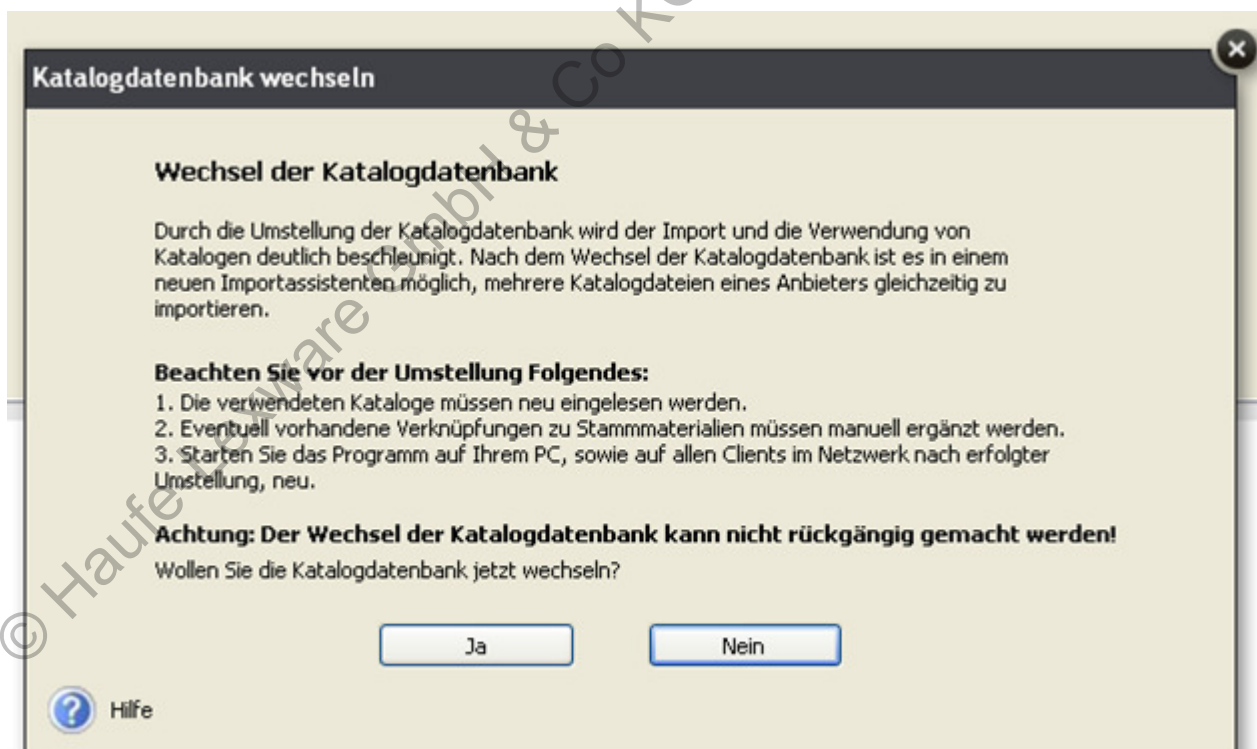 Katalogdatenbank wechseln
Wechsel der Katalogdatenbank
Durch die Umstellung der Katalogdatenbank wird der Import und die Verwendung von
Katalogen deutlich beschleunigt. Nach dem Wechsel der Katalogdatenbank ist es in einem
neuen Importassistenten möglich, mehrere Katalogdateien eines Anbieters gleichzeitig zu
importieren.
Beachten Sie vor der Umstellung Folgendes:
1. Die verwendeten Kataloge müssen neu eingelesen werden.
2. Eventuell vorhandene Verknüpfungen zu Stammmaterialien müssen manuell ergänzt werden.
3. Starten Sie das Programm auf Ihrem PC, sowie auf allen Clients im Netzwerk nach erfolgter
Umstellung, neu.
Achtung: Der Wechsel der Katalogdatenbank kann nicht rückgängig gemacht werden!
Wollen Sie die Katalogdatenbank jetzt wechseln?
Ja
Nein
Hilfe
© Haufe-Lexware GmbH & Co